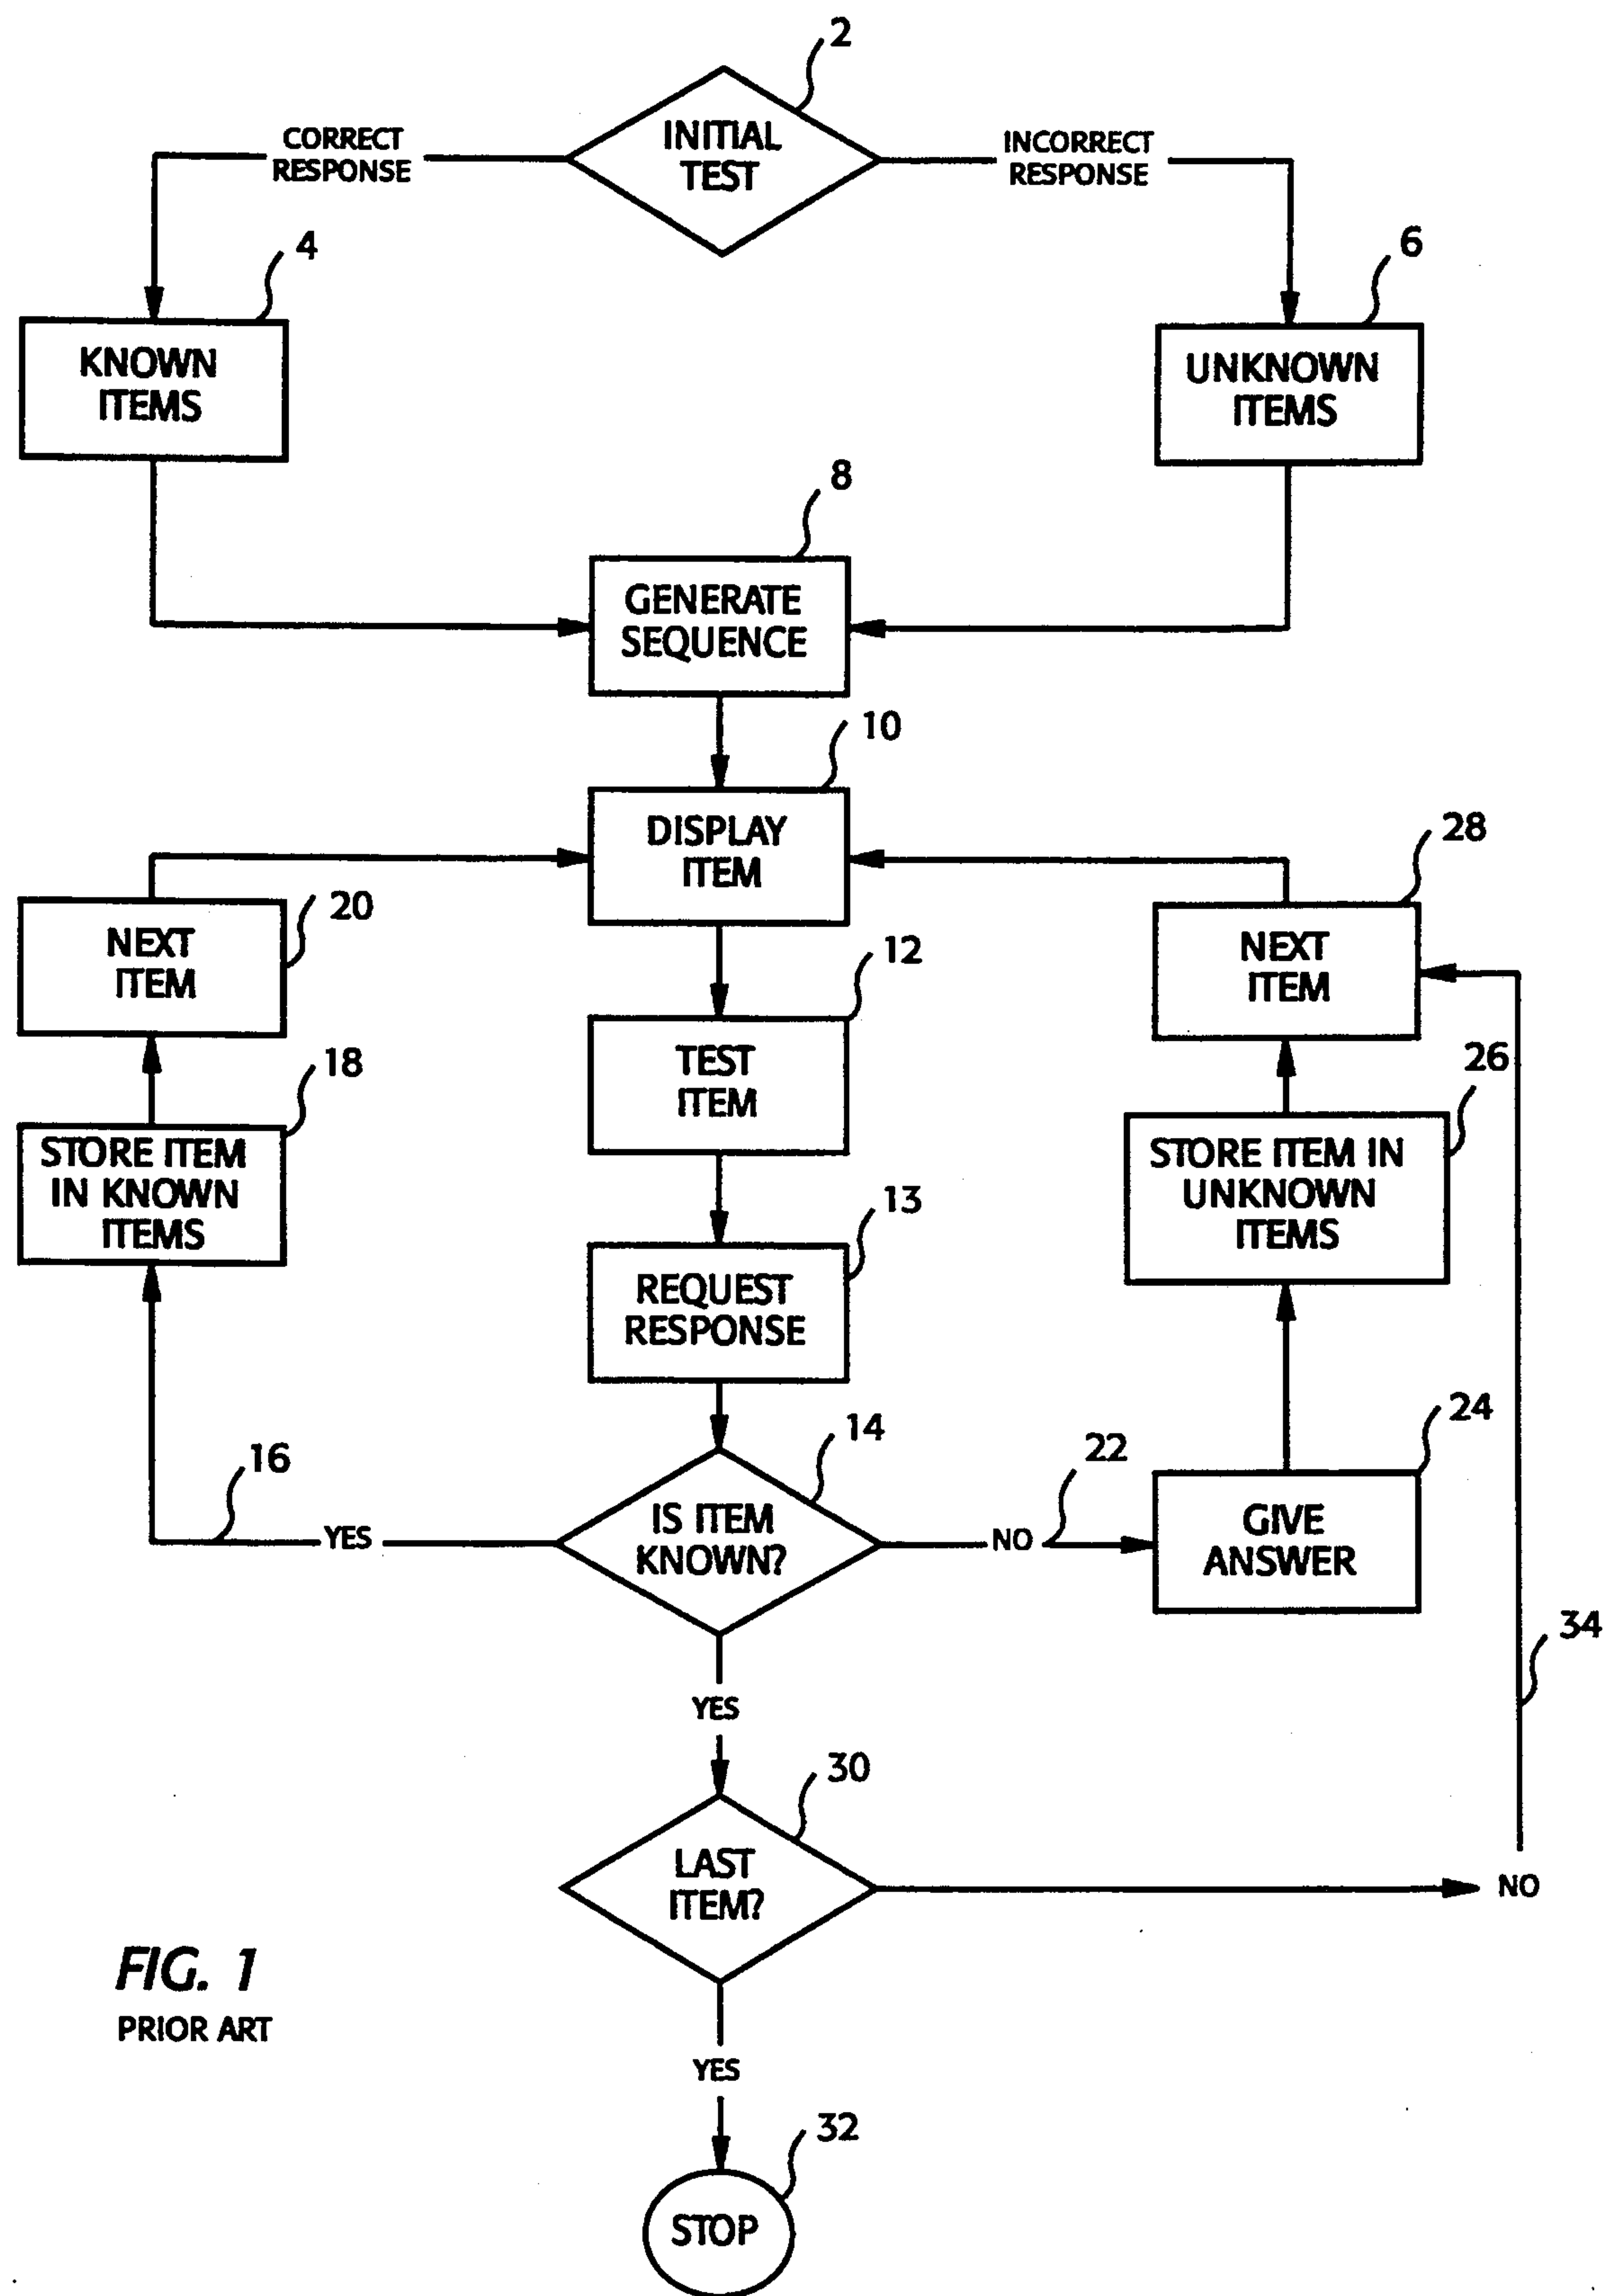 2
INITIAL
TEST
CORRECT
RESPONSE
INCORRECT
RESPONSE
4
KNOWN
ITEMS
6
UNKNOWN
ITEMS
8
GENERATE
SEQUENCE
10
DISPLAY
ITEM
20
NEXT
ITEM
28
NEXT
ITEM
12
TEST
ITEM
18
STORE ITEM
IN KNOWN
ITEMS
26
STORE ITEM IN
UNKNOWN
ITEMS
13
REQUEST
RESPONSE
14
IS ITEM
KNOWN?
16
YES
22
NO
24
GIVE
ANSWER
34
YES
30
LAST
ITEM?
NO
FIG. 1
PRIOR ART
YES
32
STOP